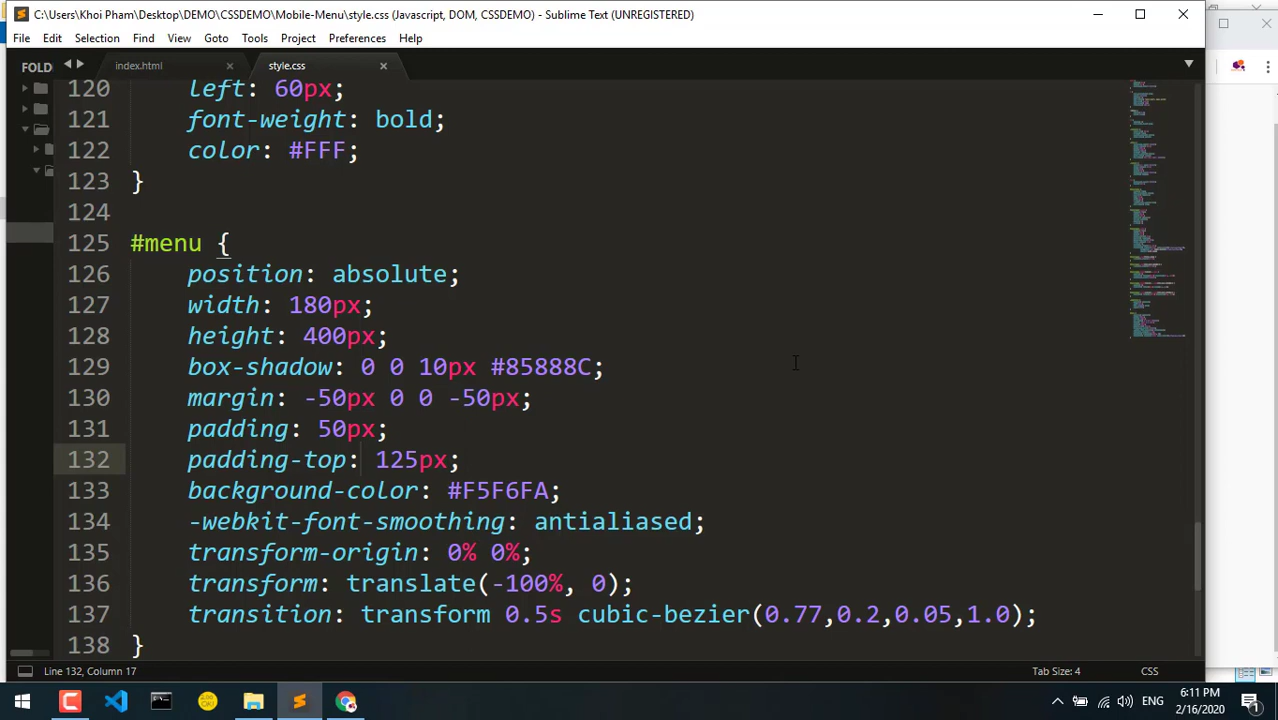 C:\Users\Khoi Pham\Desktop\DEMO\CSSDEMO\Mobile-Menu\style.css (Javascript, DOM, CSSDEMO) - Sublime Text (UNREGISTERED)
File Edit Selection Find View Goto Tools Project Preferences Help
FOLD
index.html
style.css
120 left: 60px;
121 font-weight: bold;
122 color: #FFF;
123 }
124
125 #menu {
126 position: absolute;
127 width: 180px;
128 height: 400px;
129 box-shadow: 0 0 10px #85888C;
130 margin: -50px 0 0 -50px;
131 padding: 50px;
132 padding-top: 125px;
133 background-color: #F5F6FA;
134 -webkit-font-smoothing: antialiased;
135 transform-origin: 0% 0%;
136 transform: translate(-100%, 0);
137 transition: transform 0.5s cubic-bezier(0.77,0.2,0.05,1.0);
138 }
Line 132, Column 17
Tab Size: 4
CSS
ENG
6:11 PM
2/16/2020